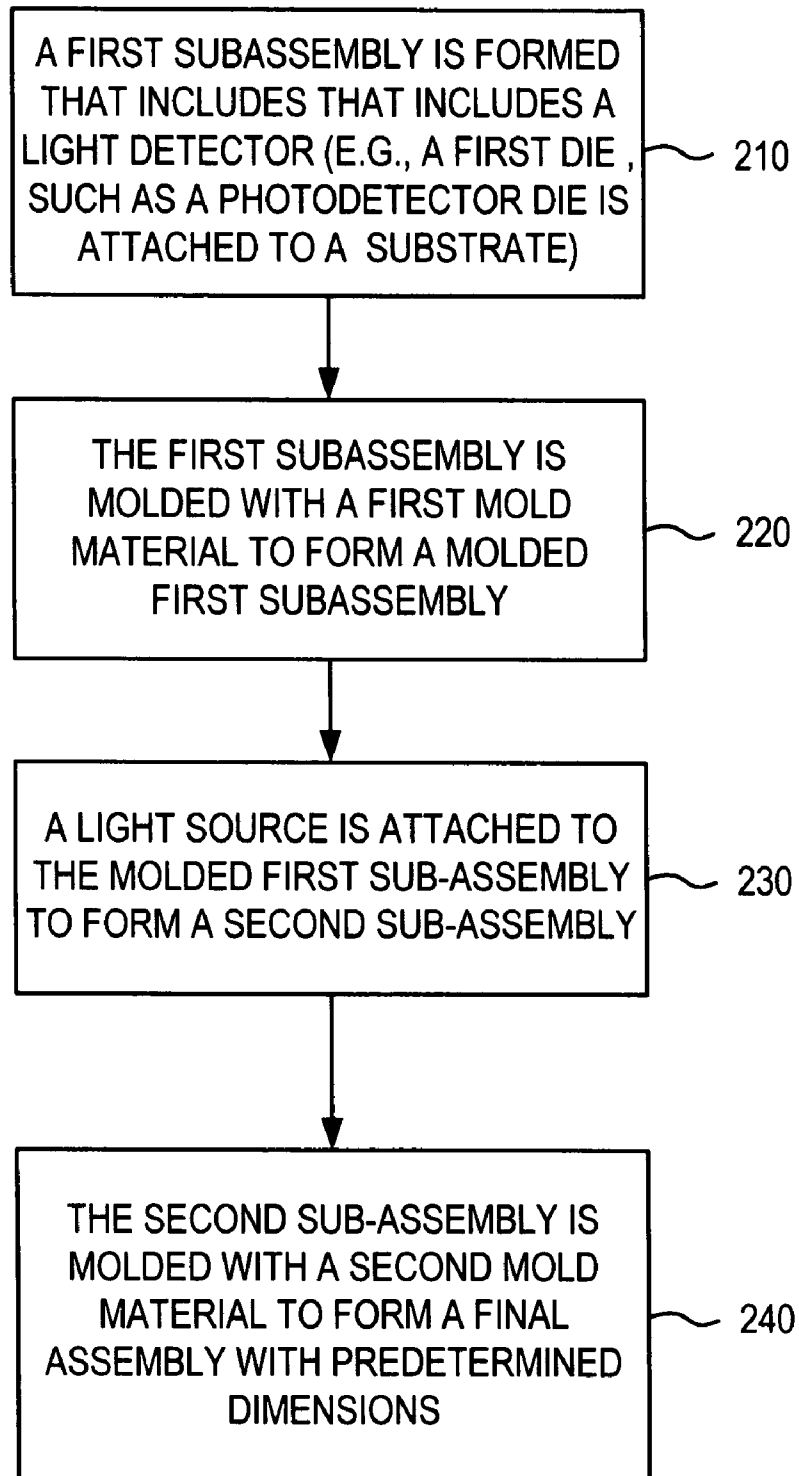 A FIRST SUBASSEMBLY IS FORMED
THAT INCLUDES THAT INCLUDES A
LIGHT DETECTOR (E.G., A FIRST DIE ,
SUCH AS A PHOTODETECTOR DIE IS
ATTACHED TO A SUBSTRATE)
210
THE FIRST SUBASSEMBLY IS
MOLDED WITH A FIRST MOLD
MATERIAL TO FORM A MOLDED
FIRST SUBASSEMBLY
220
A LIGHT SOURCE IS ATTACHED TO
THE MOLDED FIRST SUB-ASSEMBLY
TO FORM A SECOND SUB-ASSEMBLY
230
THE SECOND SUB-ASSEMBLY IS
MOLDED WITH A SECOND MOLD
MATERIAL TO FORM A FINAL
ASSEMBLY WITH PREDETERMINED
DIMENSIONS
240